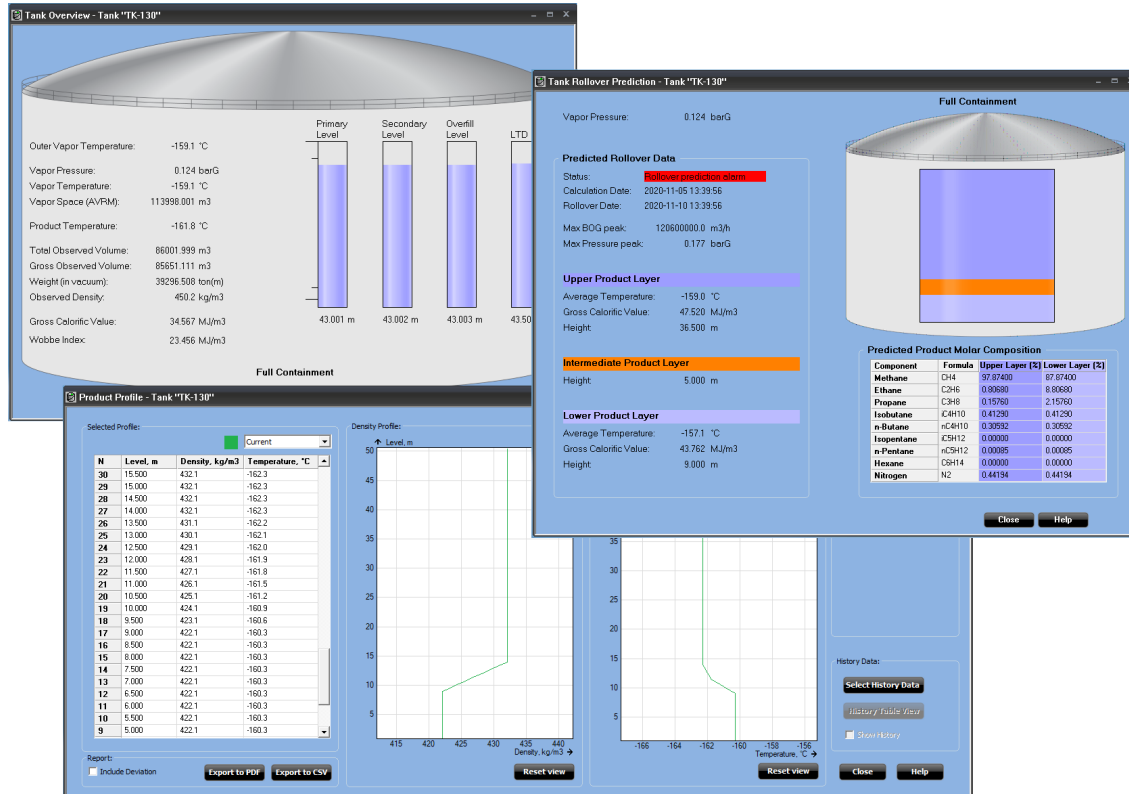 Tank Overview - Tank "TK-130"
Primary Level
Secondary Level
Overfill Level
LTD
Outer Vapor Temperature: -159.1 °C
Vapor Pressure: 0.124 barG
Vapor Temperature: -159.1 °C
Vapor Space (AVRM): 113998.001 m3
Product Temperature: -161.8 °C
Total Observed Volume: 86001.999 m3
Gross Observed Volume: 85651.111 m3
Weight (in vacuum): 39296.508 ton(m)
Observed Density: 450.2 kg/m3
Gross Calorific Value: 34.567 MJ/m3
Wobbe Index: 23.456 MJ/m3
43.001 m 43.002 m 43.003 m 43.50
Full Containment
Tank Rollover Prediction - Tank "TK-130"
Vapor Pressure: 0.124 barG
Predicted Rollover Data
Status: Rollover prediction alarm
Calculation Date: 2020-11-05 13:39:56
Rollover Date: 2020-11-10 13:39:56
Max BOG peak: 120600000.0 m3/h
Max Pressure peak: 0.177 barG
Upper Product Layer
Average Temperature: -159.0 °C
Gross Calorific Value: 47.520 MJ/m3
Height: 36.500 m
Intermediate Product Layer
Height: 5.000 m
Lower Product Layer
Average Temperature: -157.1 °C
Gross Calorific Value: 43.762 MJ/m3
Height: 9.000 m
Full Containment
Predicted Product Molar Composition
Component Formula Upper Layer (%) Lower Layer (%)
Methane CH4 97.87400 87.87400
Ethane C2H6 0.80680 8.80680
Propane C3H8 0.15760 2.15760
Isobutane iC4H10 0.41290 0.41290
n-Butane nC4H10 0.30592 0.30592
Isopentane iC5H12 0.00000 0.00000
n-Pentane nC5H12 0.00085 0.00085
Hexane C6H14 0.00000 0.00000
Nitrogen N2 0.44194 0.44194
Close Help
Product Profile - Tank "TK-130"
Selected Profile:
Current
N Level, m Density, kg/m3 Temperature, °C
30 15.500 432.1 -162.3
29 15.000 432.1 -162.3
28 14.500 432.1 -162.3
27 14.000 432.1 -162.3
26 13.500 431.1 -162.2
25 13.000 430.1 -162.1
24 12.500 429.1 -162.0
23 12.000 428.1 -161.9
22 11.500 427.1 -161.8
21 11.000 426.1 -161.5
20 10.500 425.1 -161.2
19 10.000 424.1 -160.9
18 9.500 423.1 -160.6
17 9.000 422.1 -160.3
16 8.500 422.1 -160.3
15 8.000 422.1 -160.3
14 7.500 422.1 -160.3
13 7.000 422.1 -160.3
12 6.500 422.1 -160.3
11 6.000 422.1 -160.3
10 5.500 422.1 -160.3
9 5.000 422.1 -160.3
Report:
Include Deviation
Export to PDF Export to CSV
Density Profile:
Level, m
50
45
40
35
30
25
20
15
10
5
415 420 425 430 435 440
Density, kg/m3
Reset view
35
30
25
20
15
10
5
-166 -164 -162 -160 -158 -156
Temperature, °C
Reset view
History Data:
Select History Data
History Table View
Show History
Close Help